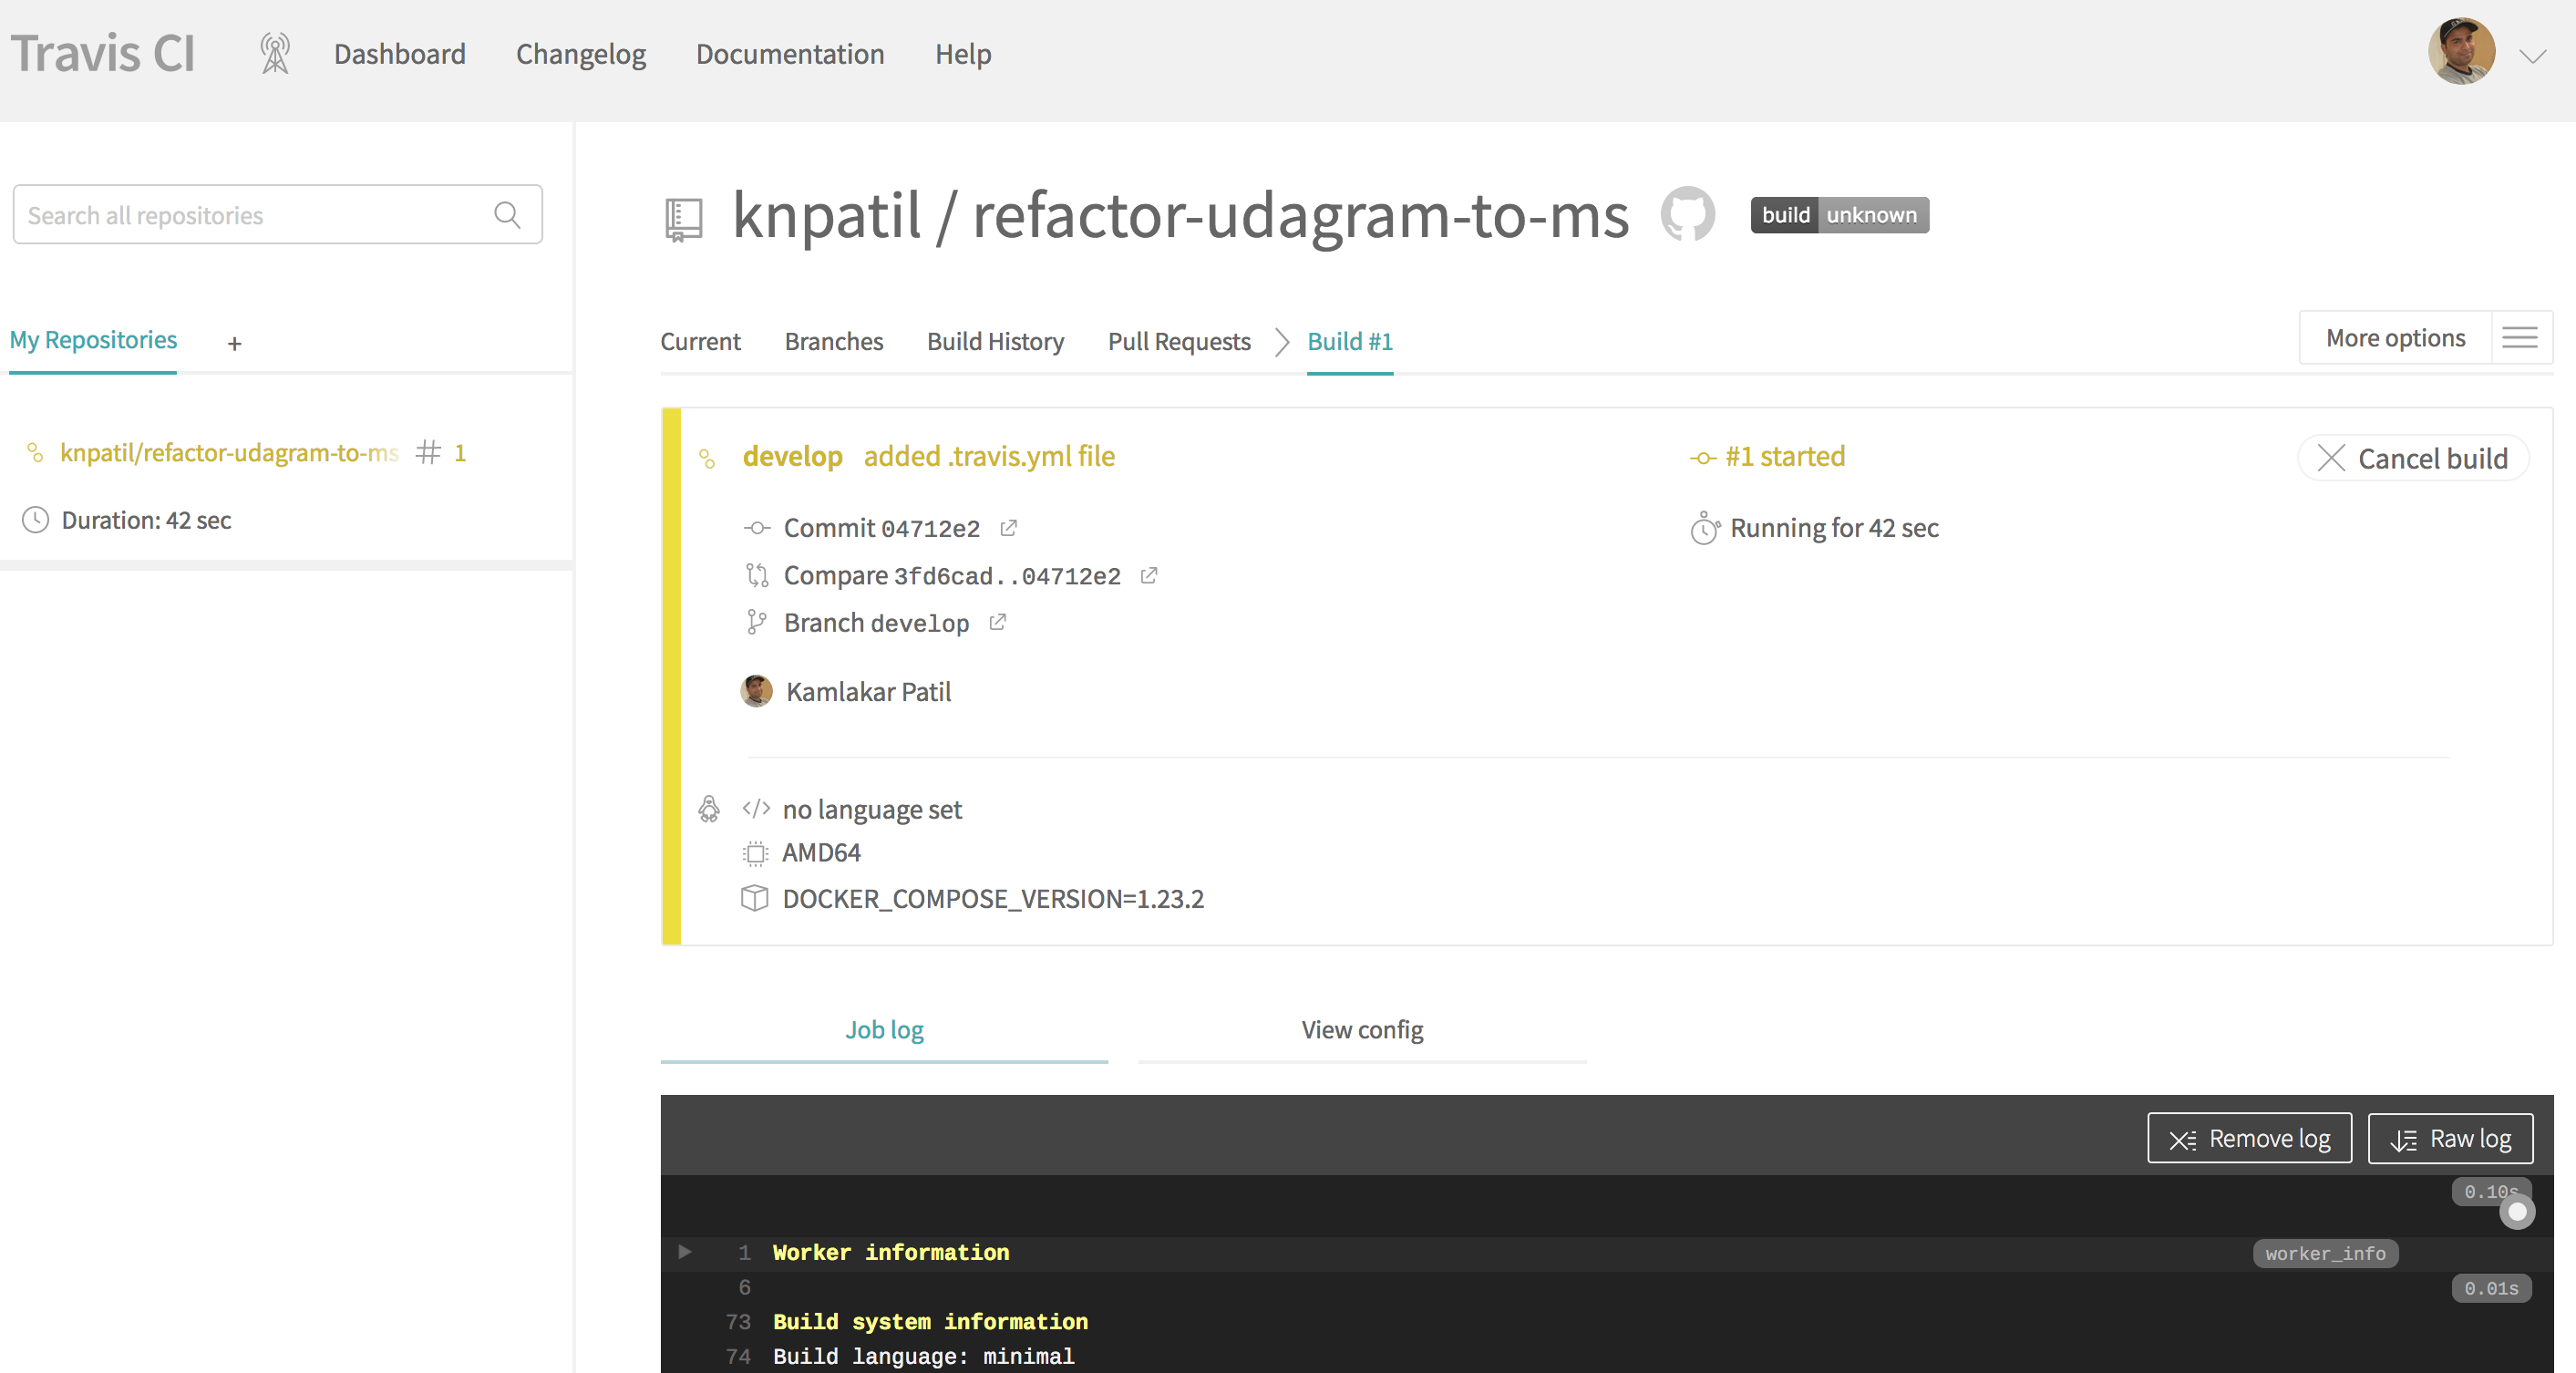 Travis CI Dashboard Changelog Documentation Help
Search all repositories
My Repositories +
knpatil/refactor-udagram-to-ms # 1
Duration: 42 sec
knpatil / refactor-udagram-to-ms build unknown
Current Branches Build History Pull Requests Build #1 More options
develop added .travis.yml file #1 started Cancel build
Commit 04712e2 Running for 42 sec
Compare 3fd6cad..04712e2
Branch develop
Kamlakar Patil
</> no language set
AMD64
DOCKER_COMPOSE_VERSION=1.23.2
Job log View config
Remove log Raw log
0.10s
1 Worker information worker_info
6 0.01s
73 Build system information
74 Build language: minimal